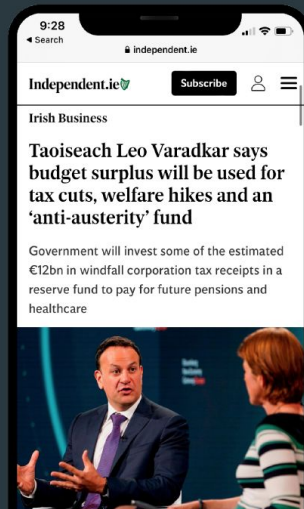 9:28
◀ Search
independent.ie
Independent.ie
Subscribe
Irish Business
Taoiseach Leo Varadkar says
budget surplus will be used for
tax cuts, welfare hikes and an
‘anti-austerity’ fund
Government will invest some of the estimated
€12bn in windfall corporation tax receipts in a
reserve fund to pay for future pensions and
healthcare